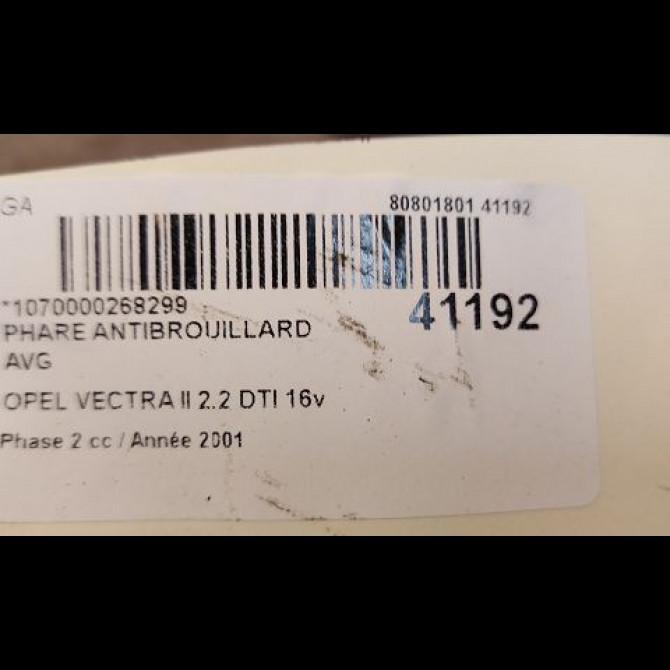 GA 80801801 41192
*1070000268299 41192
PHARE ANTIBROUILLARD
AVG
OPEL VECTRA II 2.2 DTI 16v
Phase 2 cc / Année 2001